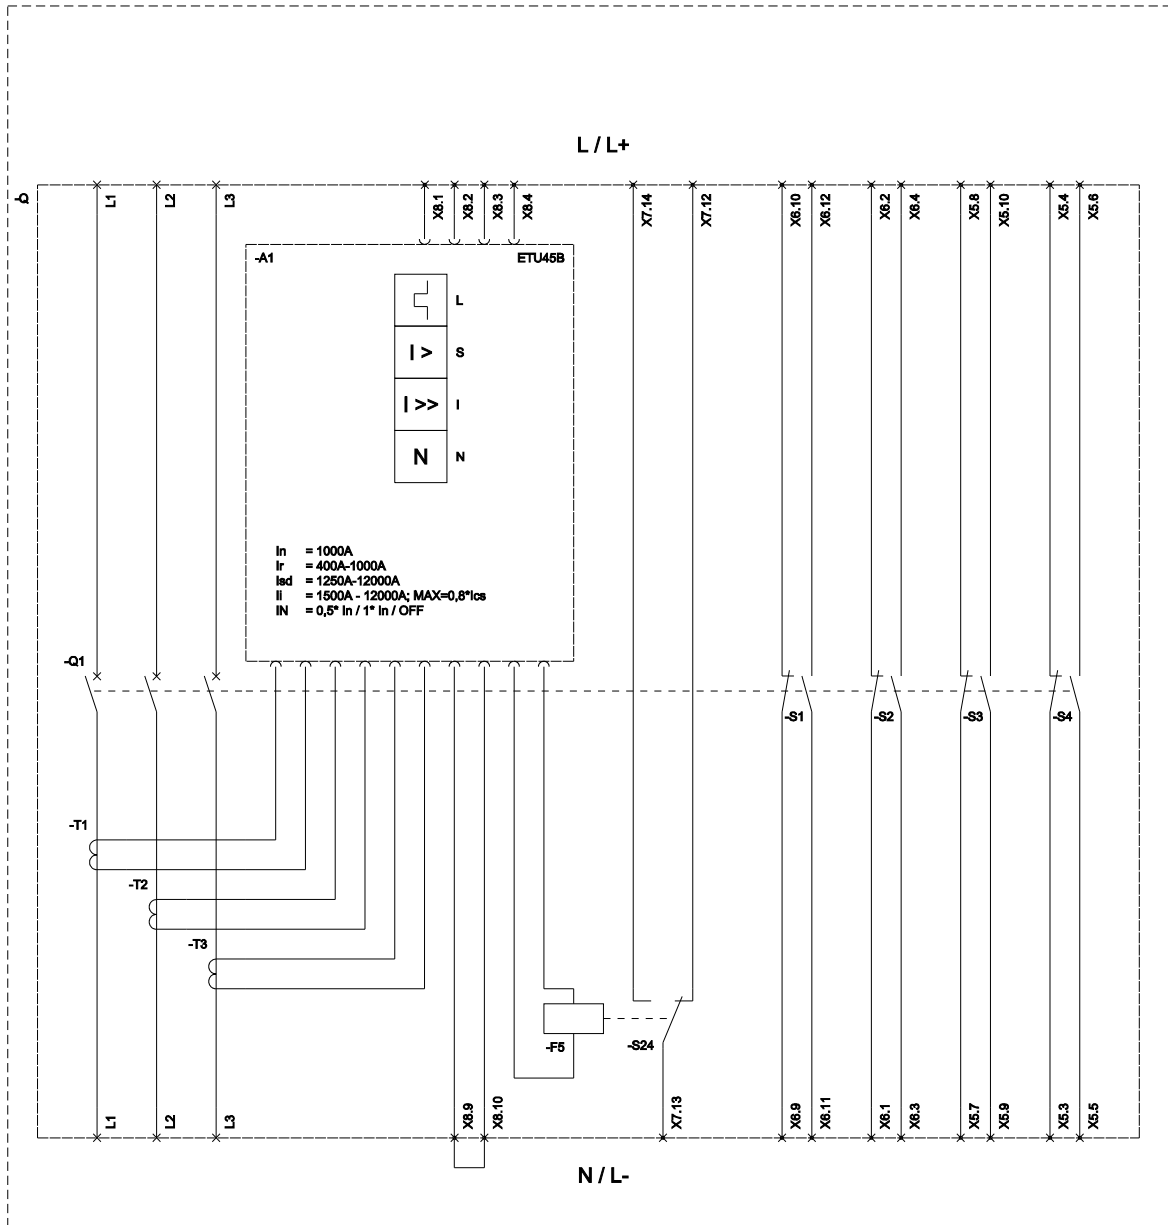 L / L+
-Q
L1
L2
L3
X8.1
X8.2
X8.3
X8.4
X7.14
X7.12
X6.10
X6.12
X6.2
X6.4
X5.8
X5.10
X5.4
X5.6
-A1
ETU45B
L
I >
S
I >>
I
N
N
In = 1000A
Ir = 400A-1000A
Isd = 1250A-12000A
Ii = 1500A - 12000A; MAX=0,8*Ics
IN = 0,5* In / 1* In / OFF
-Q1
-S1
-S2
-S3
-S4
-T1
-T2
-T3
-F5
-S24
L1
L2
L3
X8.9
X8.10
X7.13
X6.9
X6.11
X6.1
X6.3
X5.7
X5.9
X5.3
X5.5
N / L-